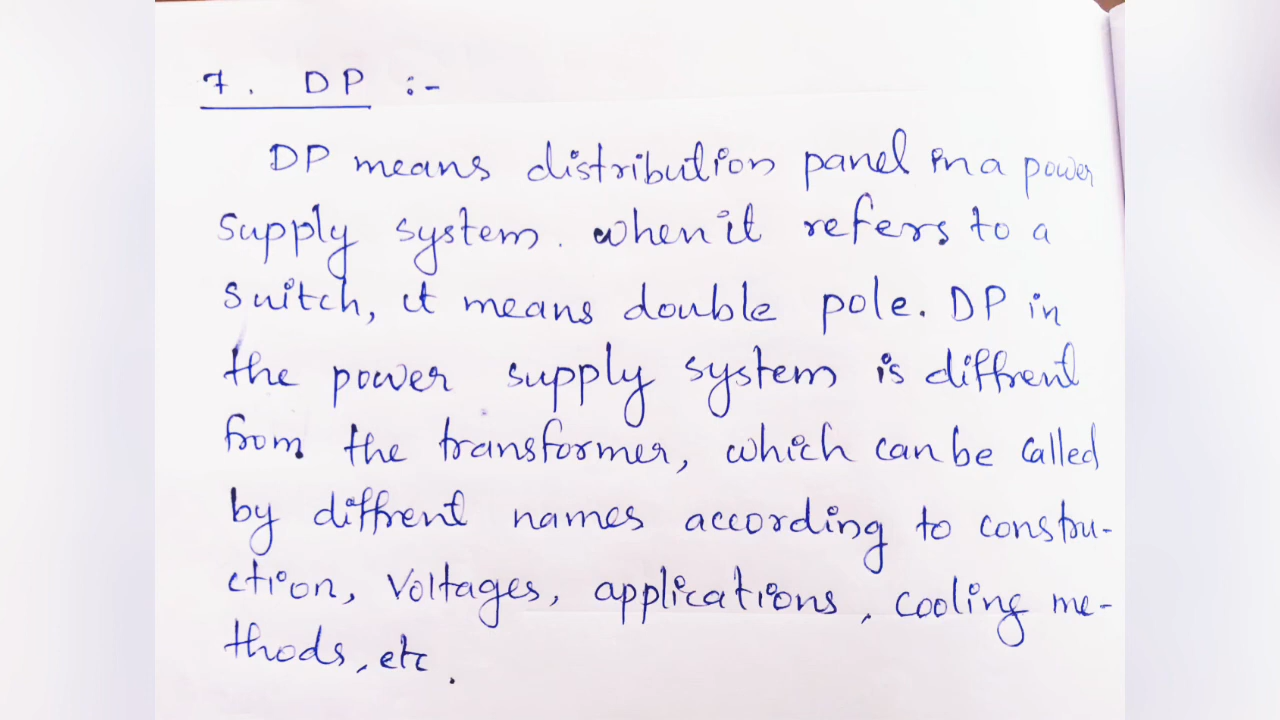 7. DP :-
DP means distribution panel in a power
supply system. when it refers to a
switch, it means double pole. DP in
the power supply system is diffrent
from the transformer, which can be called
by diffrent names according to constru-
ction, Voltages, applications, cooling me-
thods, etc.